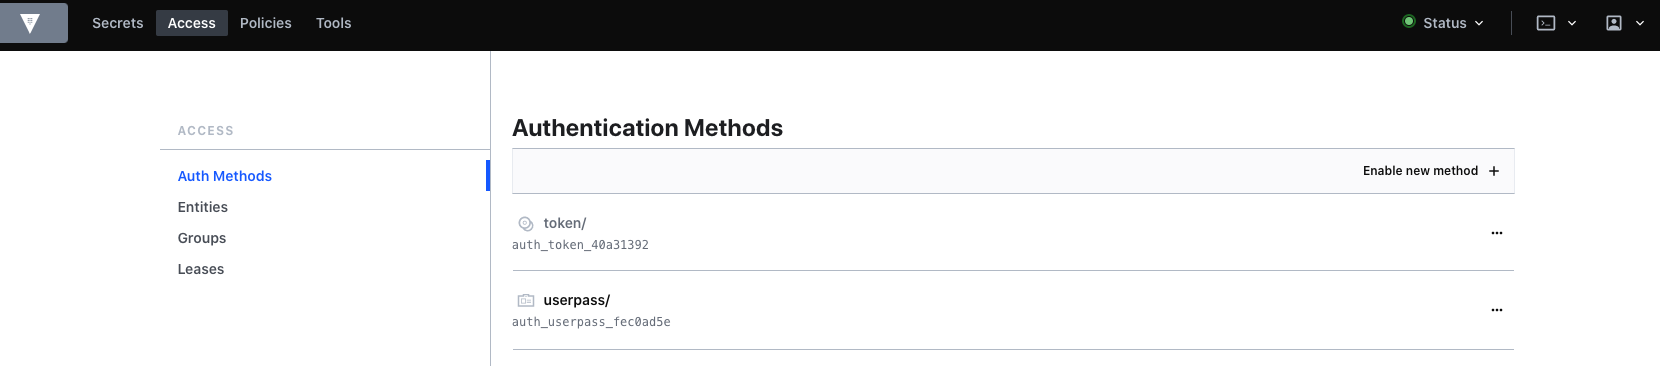 Secrets Access Policies Tools Status
ACCESS
Auth Methods
Entities
Groups
Leases
Authentication Methods
Enable new method +
token/
auth_token_40a31392
userpass/
auth_userpass_fec0ad5e